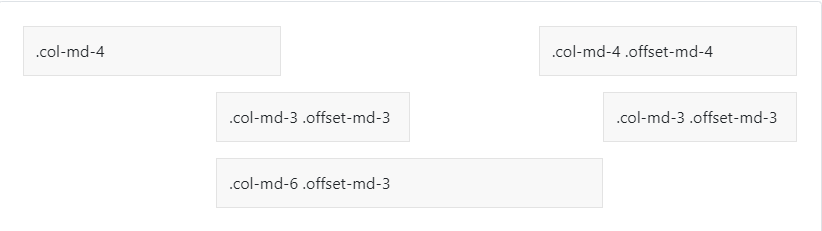 .col-md-4
.col-md-4 .offset-md-4
.col-md-3 .offset-md-3
.col-md-3 .offset-md-3
.col-md-6 .offset-md-3